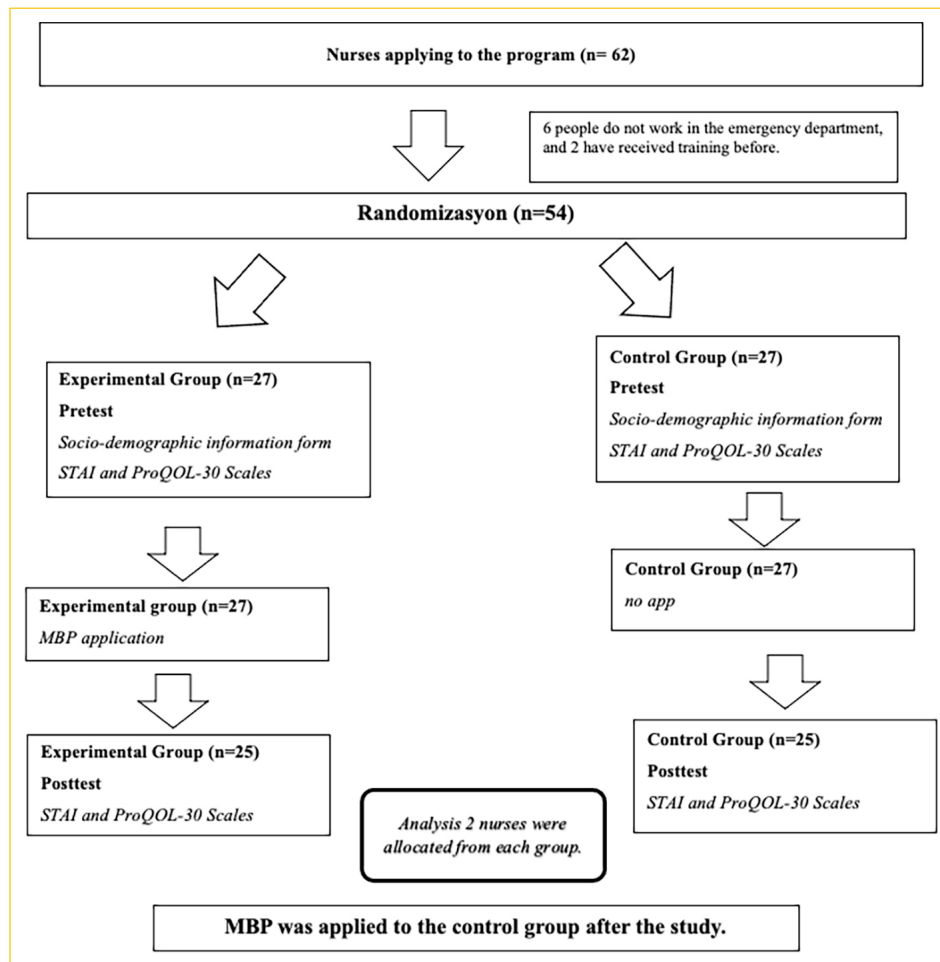 Nurses applying to the program (n= 62)
6 people do not work in the emergency department,
and 2 have received training before.
Randomizasyon (n=54)
Experimental Group (n=27)
Pretest
Socio-demographic information form
STAI and ProQOL-30 Scales
Control Group (n=27)
Pretest
Socio-demographic information form
STAI and ProQOL-30 Scales
Experimental group (n=27)
MBP application
Control Group (n=27)
no app
Experimental Group (n=25)
Posttest
STAI and ProQOL-30 Scales
Control Group (n=25)
Posttest
STAI and ProQOL-30 Scales
Analysis 2 nurses were
allocated from each group.
MBP was applied to the control group after the study.